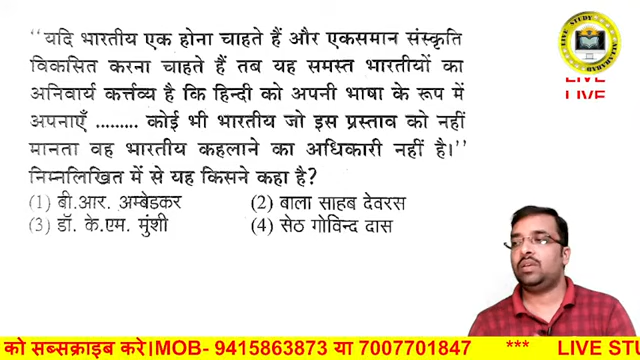 ‘‘यदि भारतीय एक होना चाहते हैं और एकसमान संस्कृति
विकसित करना चाहते हैं तब यह समस्त भारतीयों का
अनिवार्य कर्त्तव्य है कि हिन्दी को अपनी भाषा के रूप में
अपनाएँ ......... कोई भी भारतीय जो इस प्रस्ताव को नहीं
मानता वह भारतीय कहलाने का अधिकारी नहीं है।’’
निम्नलिखित में से यह किसने कहा है?
(1) बी.आर. अम्बेडकर (2) बाला साहब देवरस
(3) डॉ. के.एम. मुंशी (4) सेठ गोविन्द दास
LIVE STUDY
LIVE
LIVE
को सब्सक्राइब करे।MOB- 9415863873 या 7007701847 *** LIVE STU